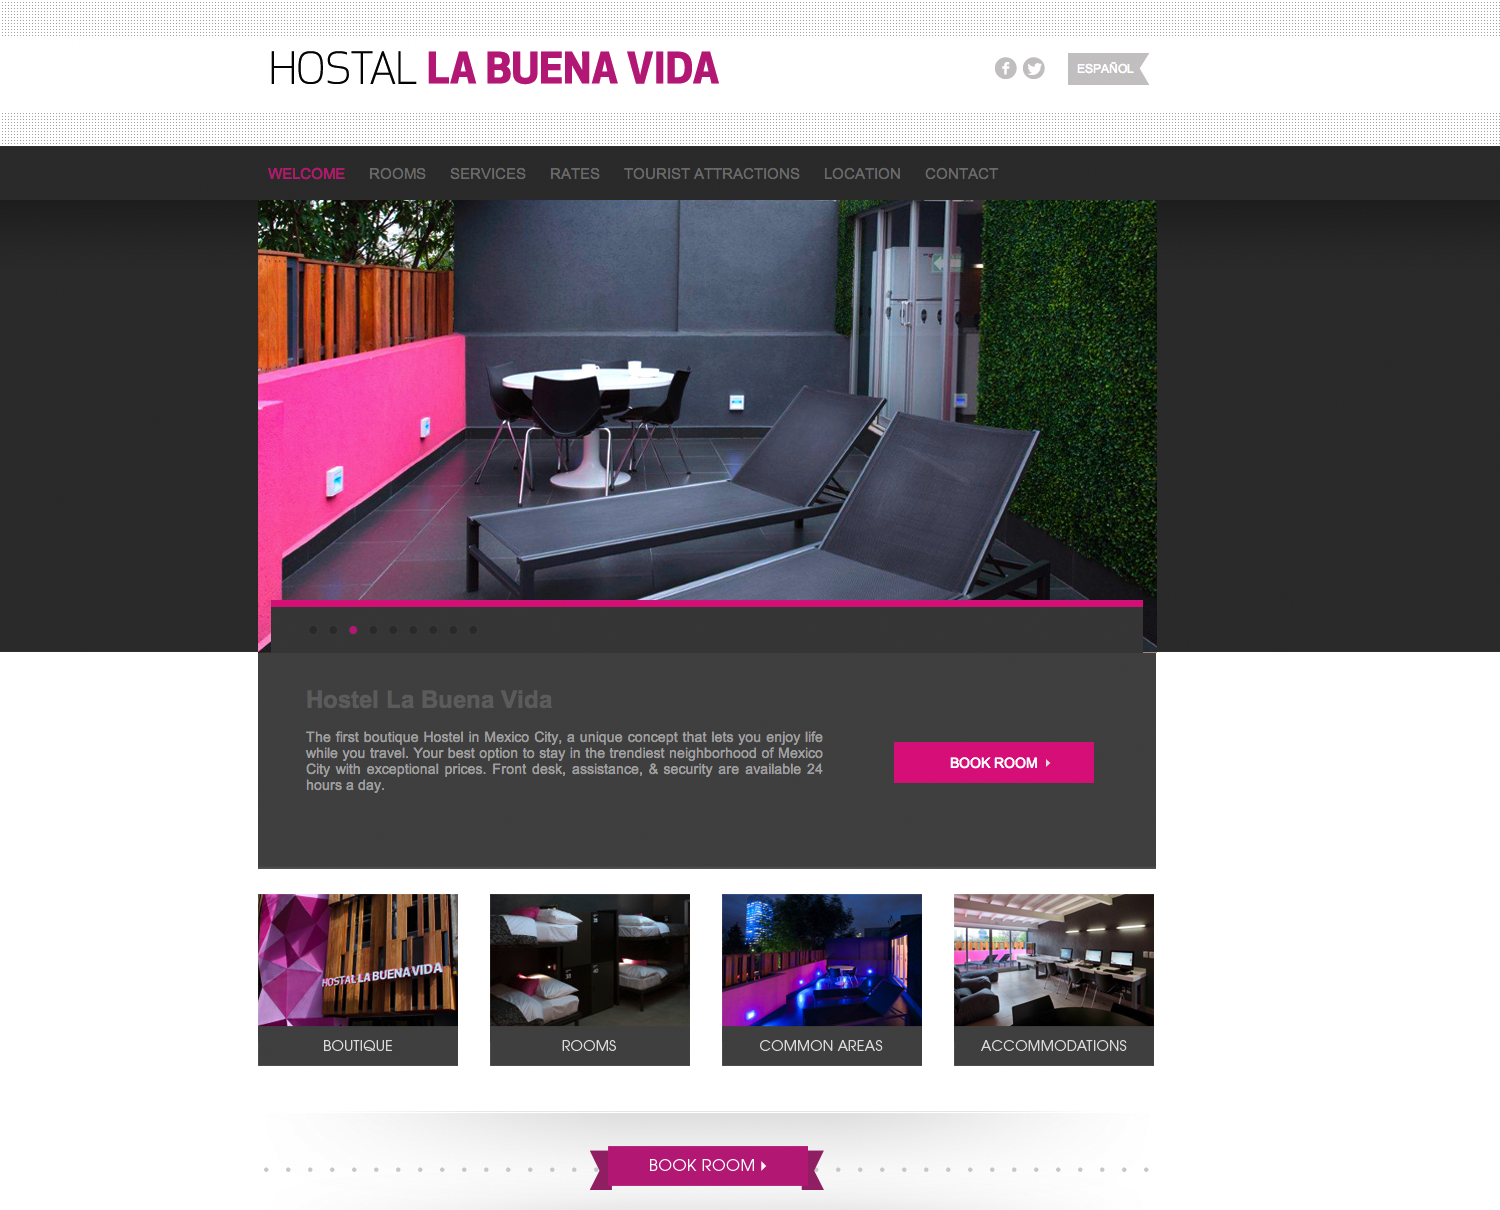 HOSTAL LA BUENA VIDA
ESPAÑOL
WELCOME ROOMS SERVICES RATES TOURIST ATTRACTIONS LOCATION CONTACT
Hostel La Buena Vida
The first boutique Hostel in Mexico City, a unique concept that lets you enjoy life
while you travel. Your best option to stay in the trendiest neighborhood of Mexico
City with exceptional prices. Front desk, assistance, & security are available 24
hours a day.
BOOK ROOM
HOSTAL LA BUENA VIDA
BOUTIQUE
ROOMS
COMMON AREAS
ACCOMMODATIONS
BOOK ROOM